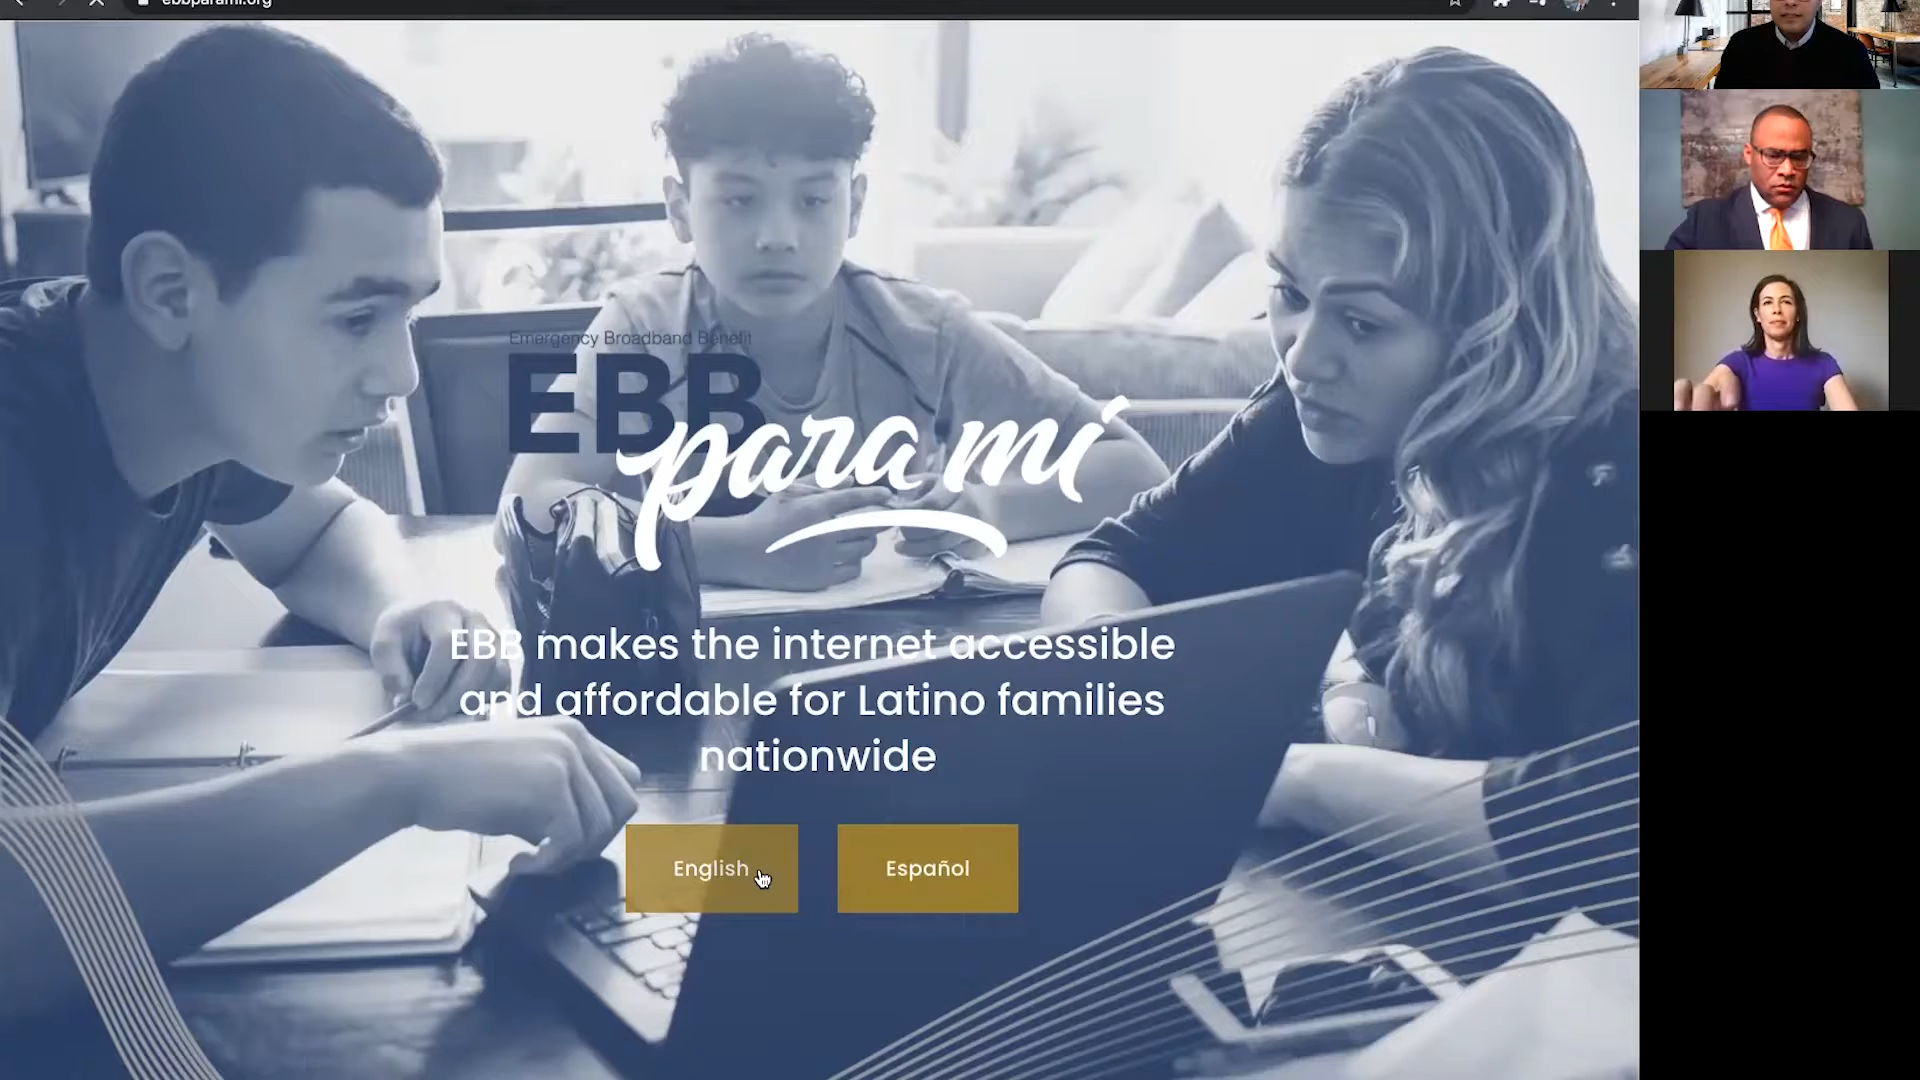 ebbparami.org
Emergency Broadband Benefit
EBB
para mí
EBB makes the internet accessible
and affordable for Latino families
nationwide
English
Español